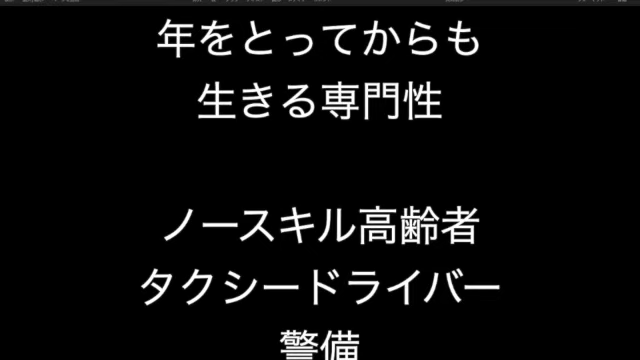 年をとってからも
生きる専門性
ノースキル高齢者
タクシードライバー
警備